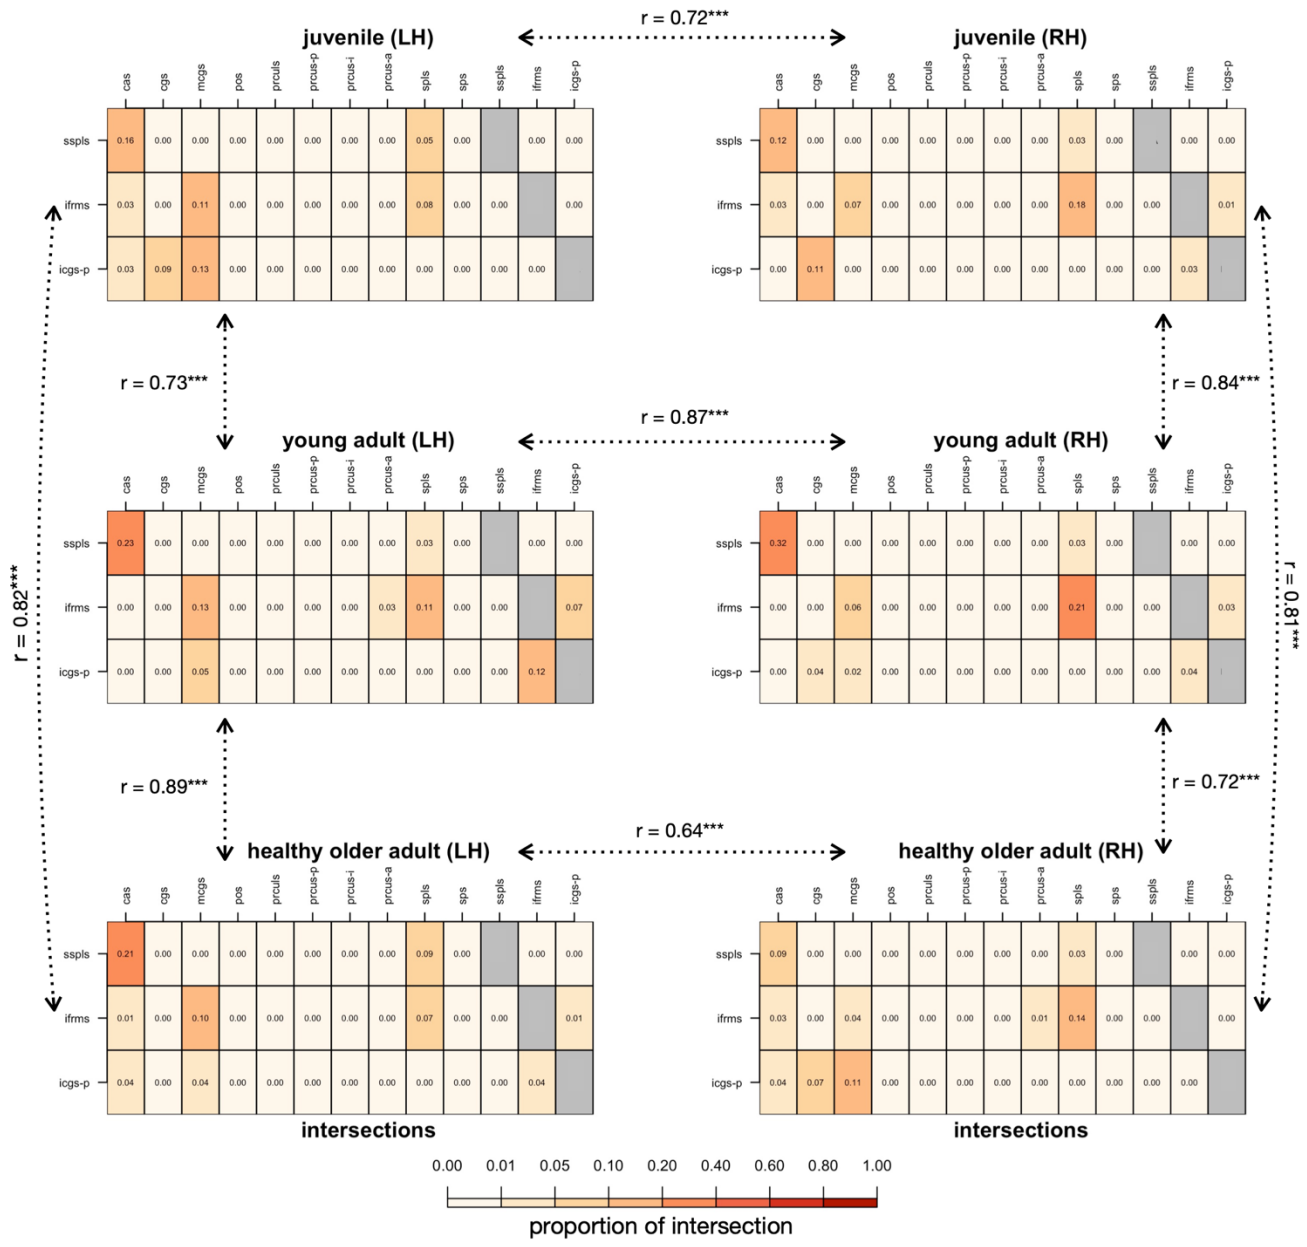 r = 0.72***
juvenile (LH)
juvenile (RH)
cas cgs mcgs pos prculs prcus-p prcus-i prcus-a spls sps sspls ifrms icgs-p
cas cgs mcgs pos prculs prcus-p prcus-i prcus-a spls sps sspls ifrms icgs-p
sspls 0.16 0.00 0.00 0.00 0.00 0.00 0.00 0.00 0.05 0.00 0.00 0.00
sspls 0.12 0.00 0.00 0.00 0.00 0.00 0.00 0.00 0.03 0.00 0.00 0.00
ifrms 0.03 0.00 0.11 0.00 0.00 0.00 0.00 0.00 0.08 0.00 0.00 0.00
ifrms 0.03 0.00 0.07 0.00 0.00 0.00 0.00 0.00 0.18 0.00 0.00 0.01
icgs-p 0.03 0.09 0.13 0.00 0.00 0.00 0.00 0.00 0.00 0.00 0.00 0.00
icgs-p 0.00 0.11 0.00 0.00 0.00 0.00 0.00 0.00 0.00 0.00 0.00 0.03
r = 0.73***
r = 0.84***
r = 0.87***
young adult (LH)
young adult (RH)
cas cgs mcgs pos prculs prcus-p prcus-i prcus-a spls sps sspls ifrms icgs-p
cas cgs mcgs pos prculs prcus-p prcus-i prcus-a spls sps sspls ifrms icgs-p
sspls 0.23 0.00 0.00 0.00 0.00 0.00 0.00 0.00 0.03 0.00 0.00 0.00
sspls 0.32 0.00 0.00 0.00 0.00 0.00 0.00 0.00 0.03 0.00 0.00 0.00
ifrms 0.00 0.00 0.13 0.00 0.00 0.00 0.00 0.03 0.11 0.00 0.00 0.07
ifrms 0.00 0.00 0.06 0.00 0.00 0.00 0.00 0.00 0.21 0.00 0.00 0.03
icgs-p 0.00 0.00 0.05 0.00 0.00 0.00 0.00 0.00 0.00 0.00 0.00 0.12
icgs-p 0.00 0.04 0.02 0.00 0.00 0.00 0.00 0.00 0.00 0.00 0.00 0.04
r = 0.82***
r = 0.81***
r = 0.89***
r = 0.72***
r = 0.64***
healthy older adult (LH)
healthy older adult (RH)
cas cgs mcgs pos prculs prcus-p prcus-i prcus-a spls sps sspls ifrms icgs-p
cas cgs mcgs pos prculs prcus-p prcus-i prcus-a spls sps sspls ifrms icgs-p
sspls 0.21 0.00 0.00 0.00 0.00 0.00 0.00 0.00 0.09 0.00 0.00 0.00
sspls 0.09 0.00 0.00 0.00 0.00 0.00 0.00 0.00 0.03 0.00 0.00 0.00
ifrms 0.01 0.00 0.10 0.00 0.00 0.00 0.00 0.00 0.07 0.00 0.00 0.01
ifrms 0.03 0.00 0.04 0.00 0.00 0.00 0.00 0.01 0.14 0.00 0.00 0.00
icgs-p 0.04 0.00 0.04 0.00 0.00 0.00 0.00 0.00 0.00 0.00 0.00 0.04
icgs-p 0.04 0.07 0.11 0.00 0.00 0.00 0.00 0.00 0.00 0.00 0.00 0.00
intersections
intersections
0.00 0.01 0.05 0.10 0.20 0.40 0.60 0.80 1.00
proportion of intersection